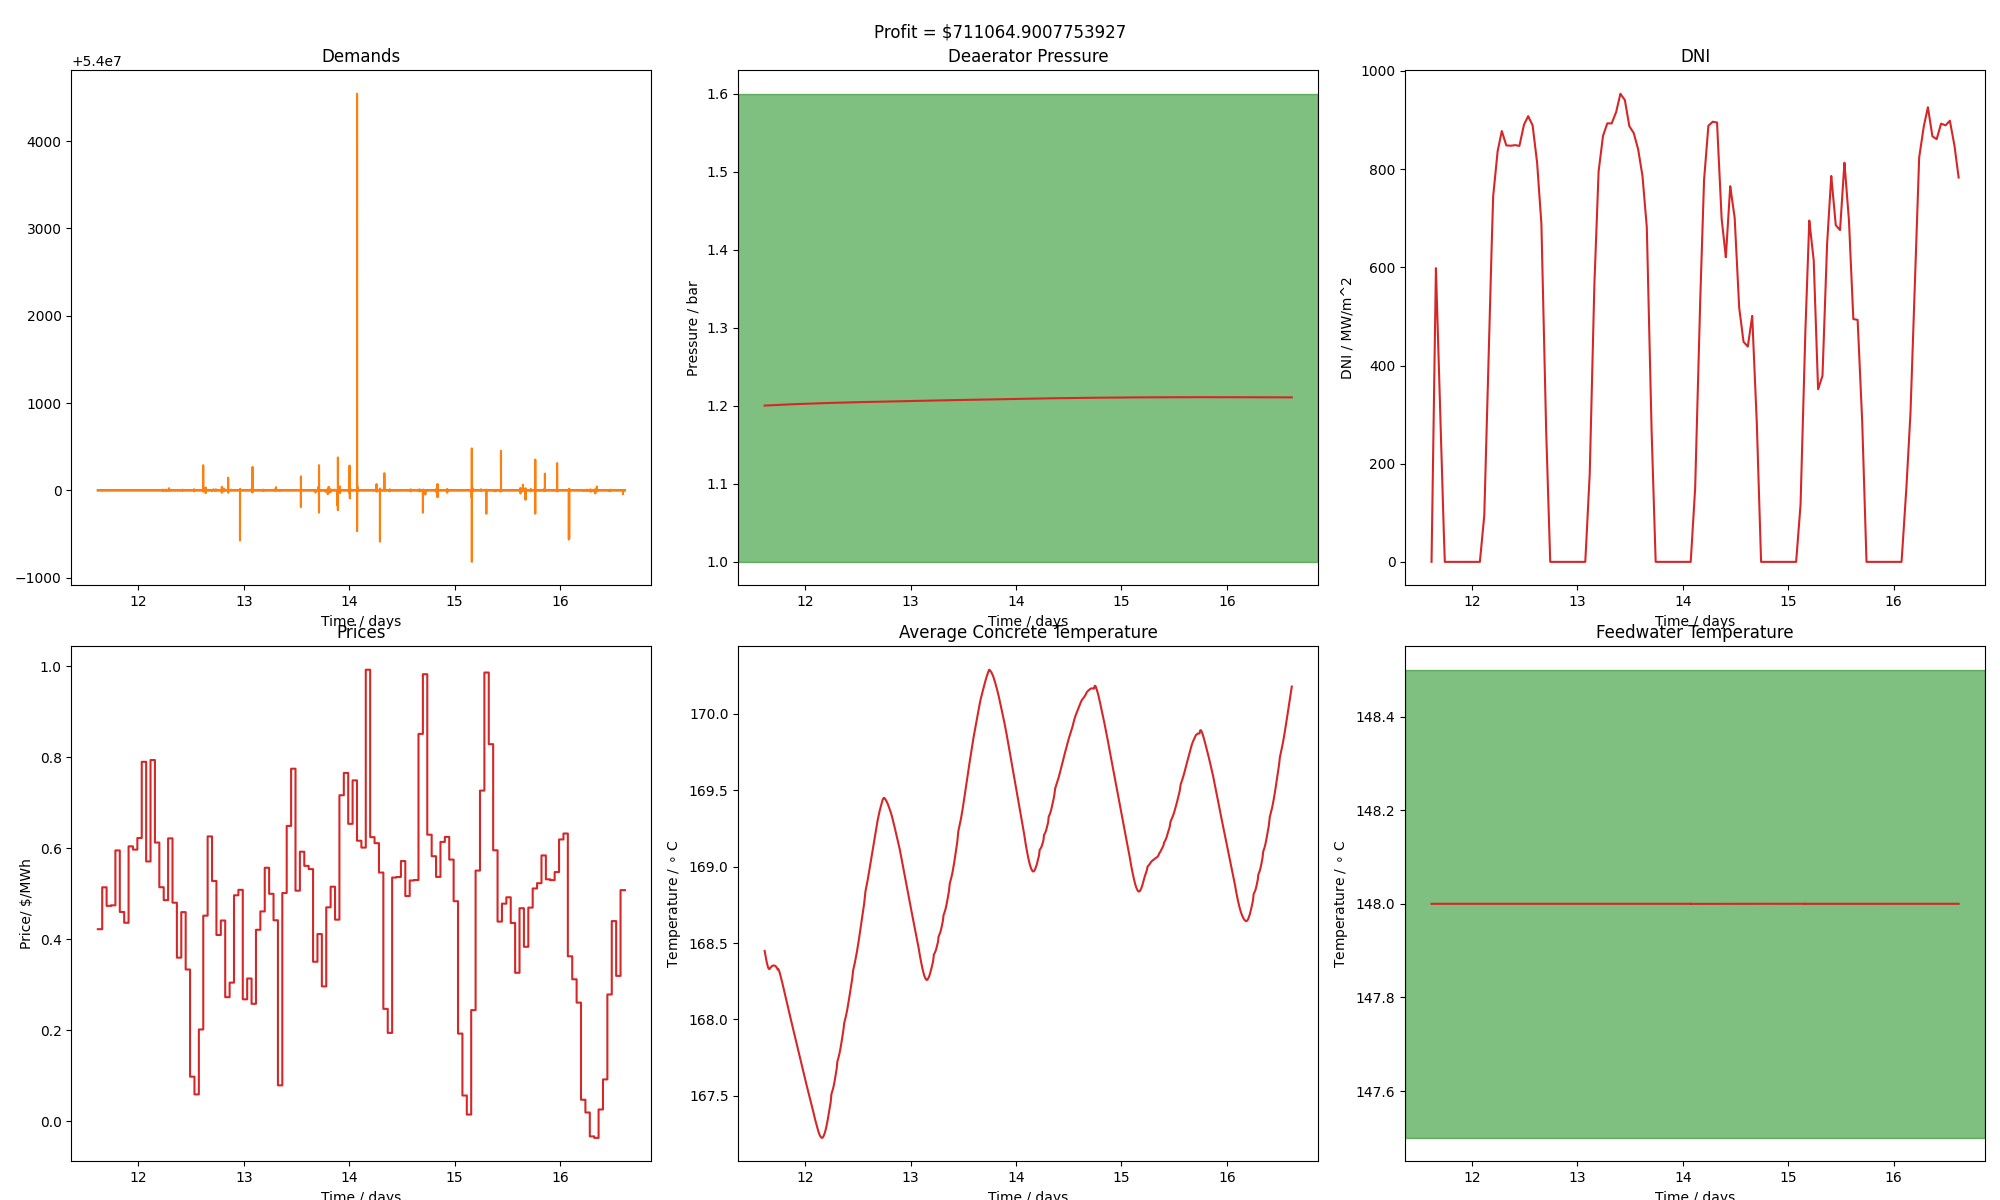 Profit = $711064.9007753927
Demands
+5.4e7
4000
3000
2000
1000
0
−1000
12 13 14 15 16
Time / days
Deaerator Pressure
Pressure / bar
1.6
1.5
1.4
1.3
1.2
1.1
1.0
12 13 14 15 16
Time / days
DNI
DNI / MW/m^2
1000
800
600
400
200
0
12 13 14 15 16
Time / days
Prices
Price/ $/MWh
1.0
0.8
0.6
0.4
0.2
0.0
12 13 14 15 16
Time / days
Average Concrete Temperature
Temperature / ∘ C
170.0
169.5
169.0
168.5
168.0
167.5
12 13 14 15 16
Time / days
Feedwater Temperature
Temperature / ∘ C
148.4
148.2
148.0
147.8
147.6
12 13 14 15 16
Time / days